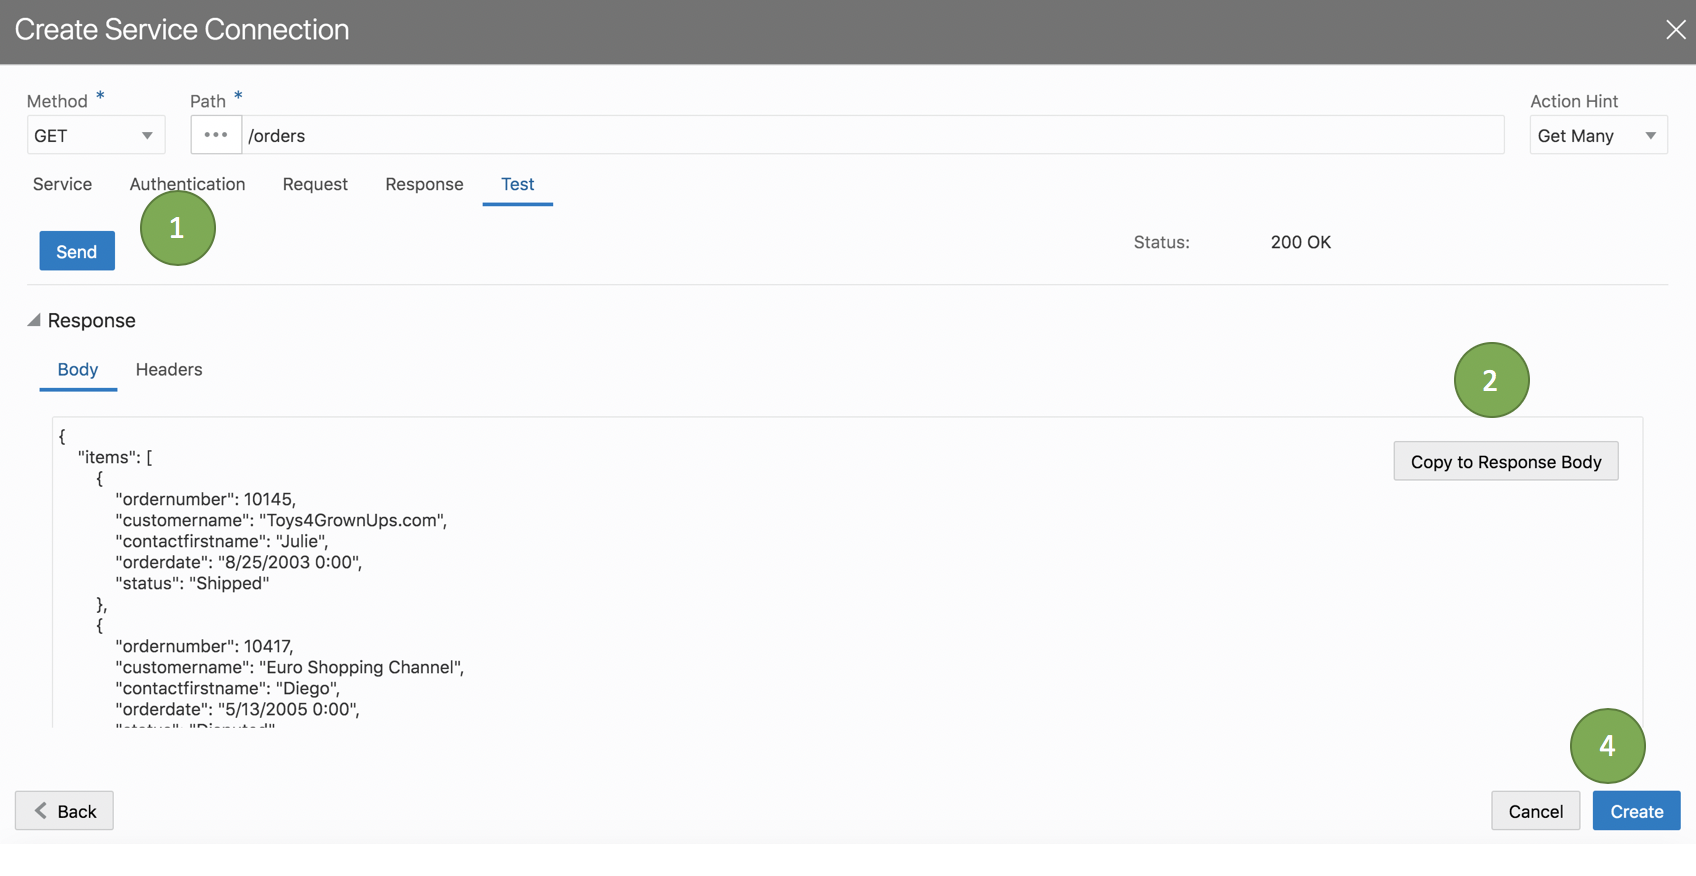 Create Service Connection
Method * Path * Action Hint
GET ••• /orders Get Many
Service Authentication Request Response Test
1
Send Status: 200 OK
Response
Body Headers
2
{
"items": [
Copy to Response Body
{
"ordernumber": 10145,
"customername": "Toys4GrownUps.com",
"contactfirstname": "Julie",
"orderdate": "8/25/2003 0:00",
"status": "Shipped"
},
{
"ordernumber": 10417,
"customername": "Euro Shopping Channel",
"contactfirstname": "Diego",
"orderdate": "5/13/2005 0:00",
"status": "Disputed"
4
Back Cancel Create